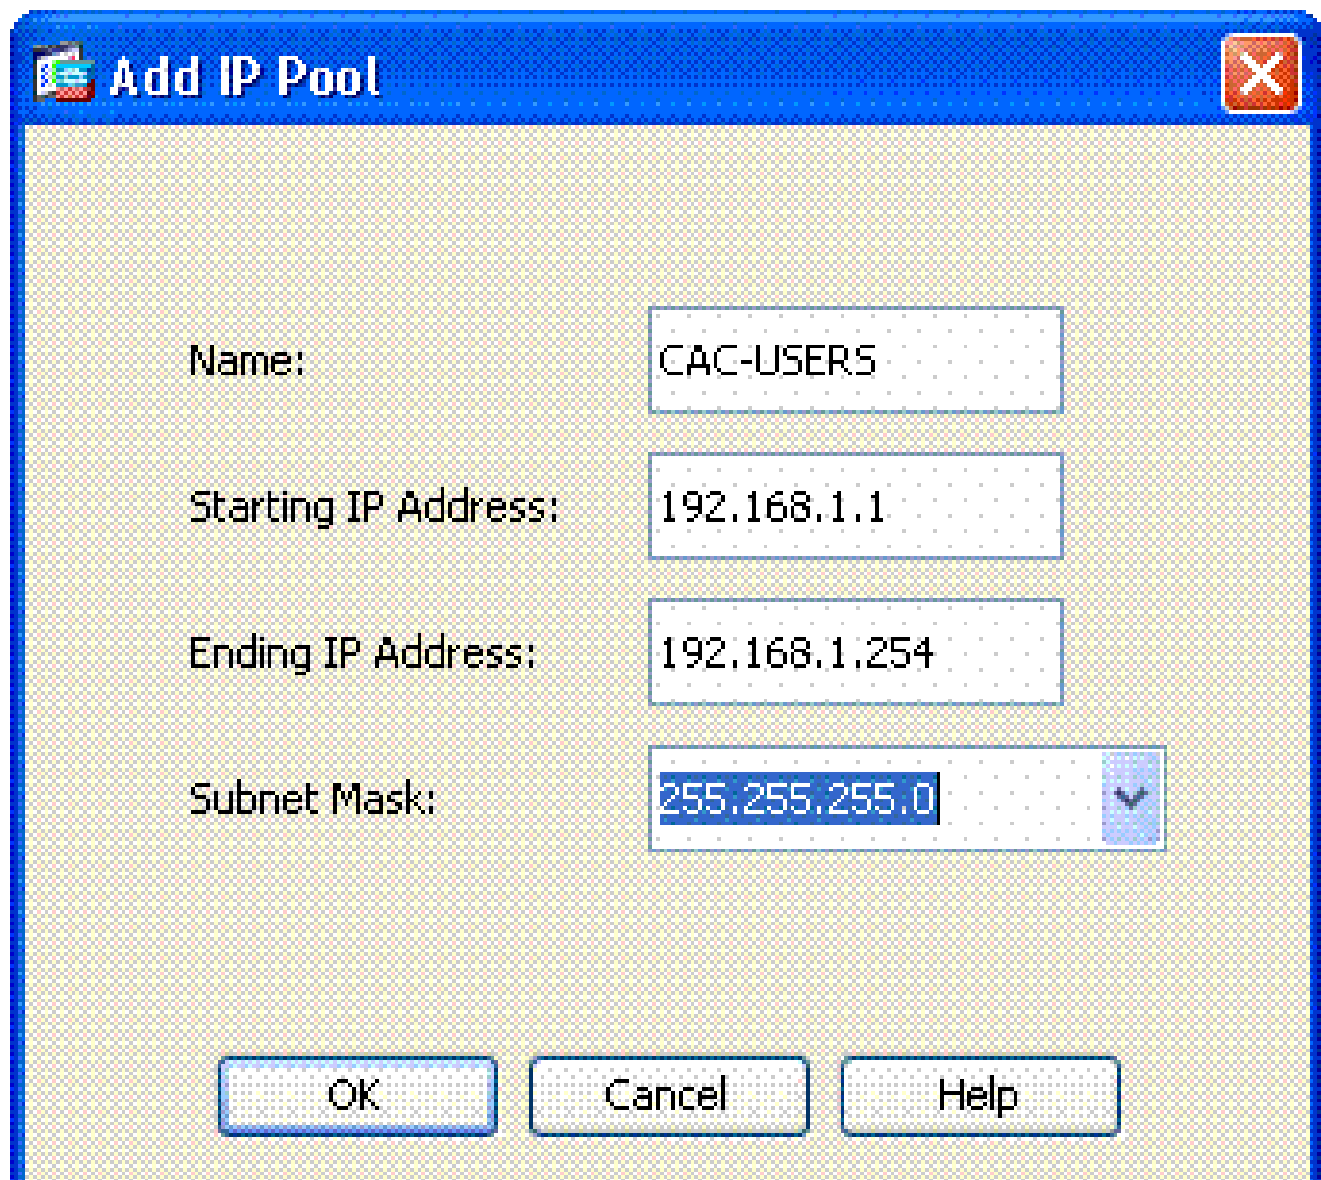 Add IP Pool
Name: CAC-USERS
Starting IP Address: 192.168.1.1
Ending IP Address: 192.168.1.254
Subnet Mask: 255.255.255.0
OK Cancel Help